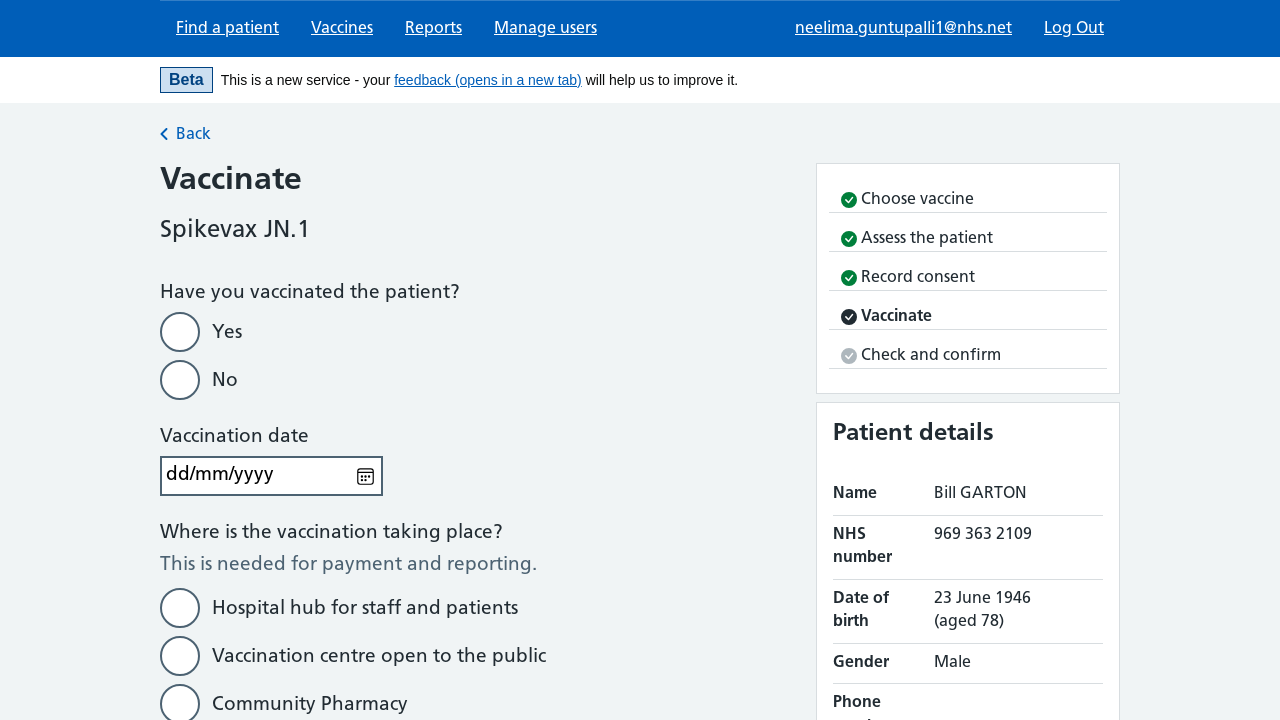 Find a patient Vaccines Reports Manage users neelima.guntupalli1@nhs.net Log Out
Beta This is a new service - your feedback (opens in a new tab) will help us to improve it.
Back
Vaccinate
Spikevax JN.1
Have you vaccinated the patient?
Yes
No
Vaccination date
dd/mm/yyyy
Where is the vaccination taking place?
This is needed for payment and reporting.
Hospital hub for staff and patients
Vaccination centre open to the public
Community Pharmacy
Choose vaccine
Assess the patient
Record consent
Vaccinate
Check and confirm
Patient details
Name Bill GARTON
NHS number 969 363 2109
Date of birth 23 June 1946 (aged 78)
Gender Male
Phone